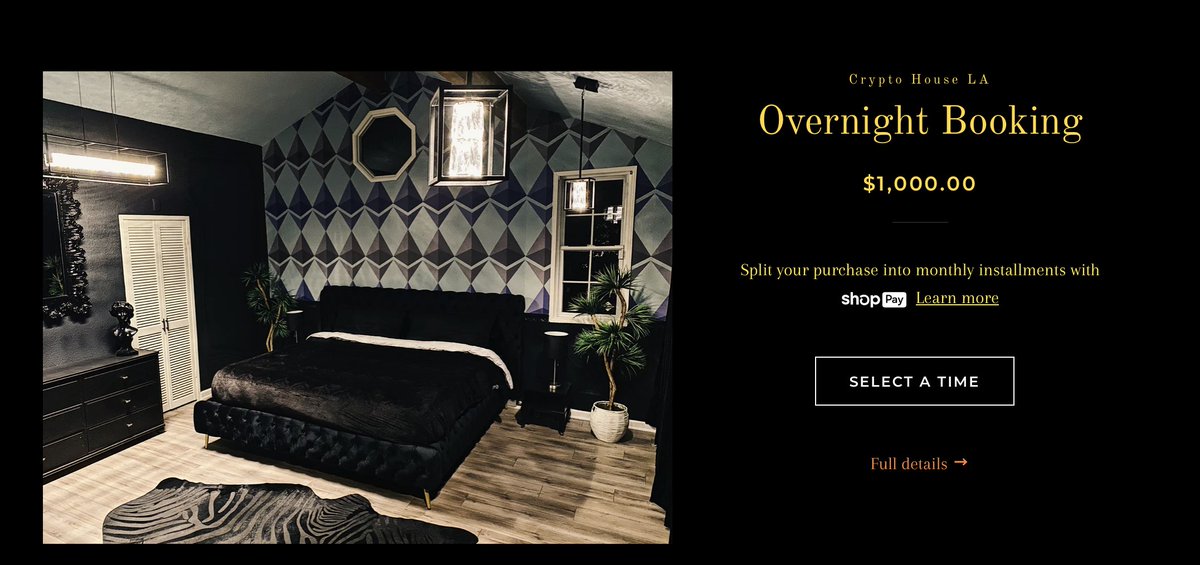 Crypto House LA
Overnight Booking
$1,000.00
Split your purchase into monthly installments with
shop Pay Learn more
SELECT A TIME
Full details →